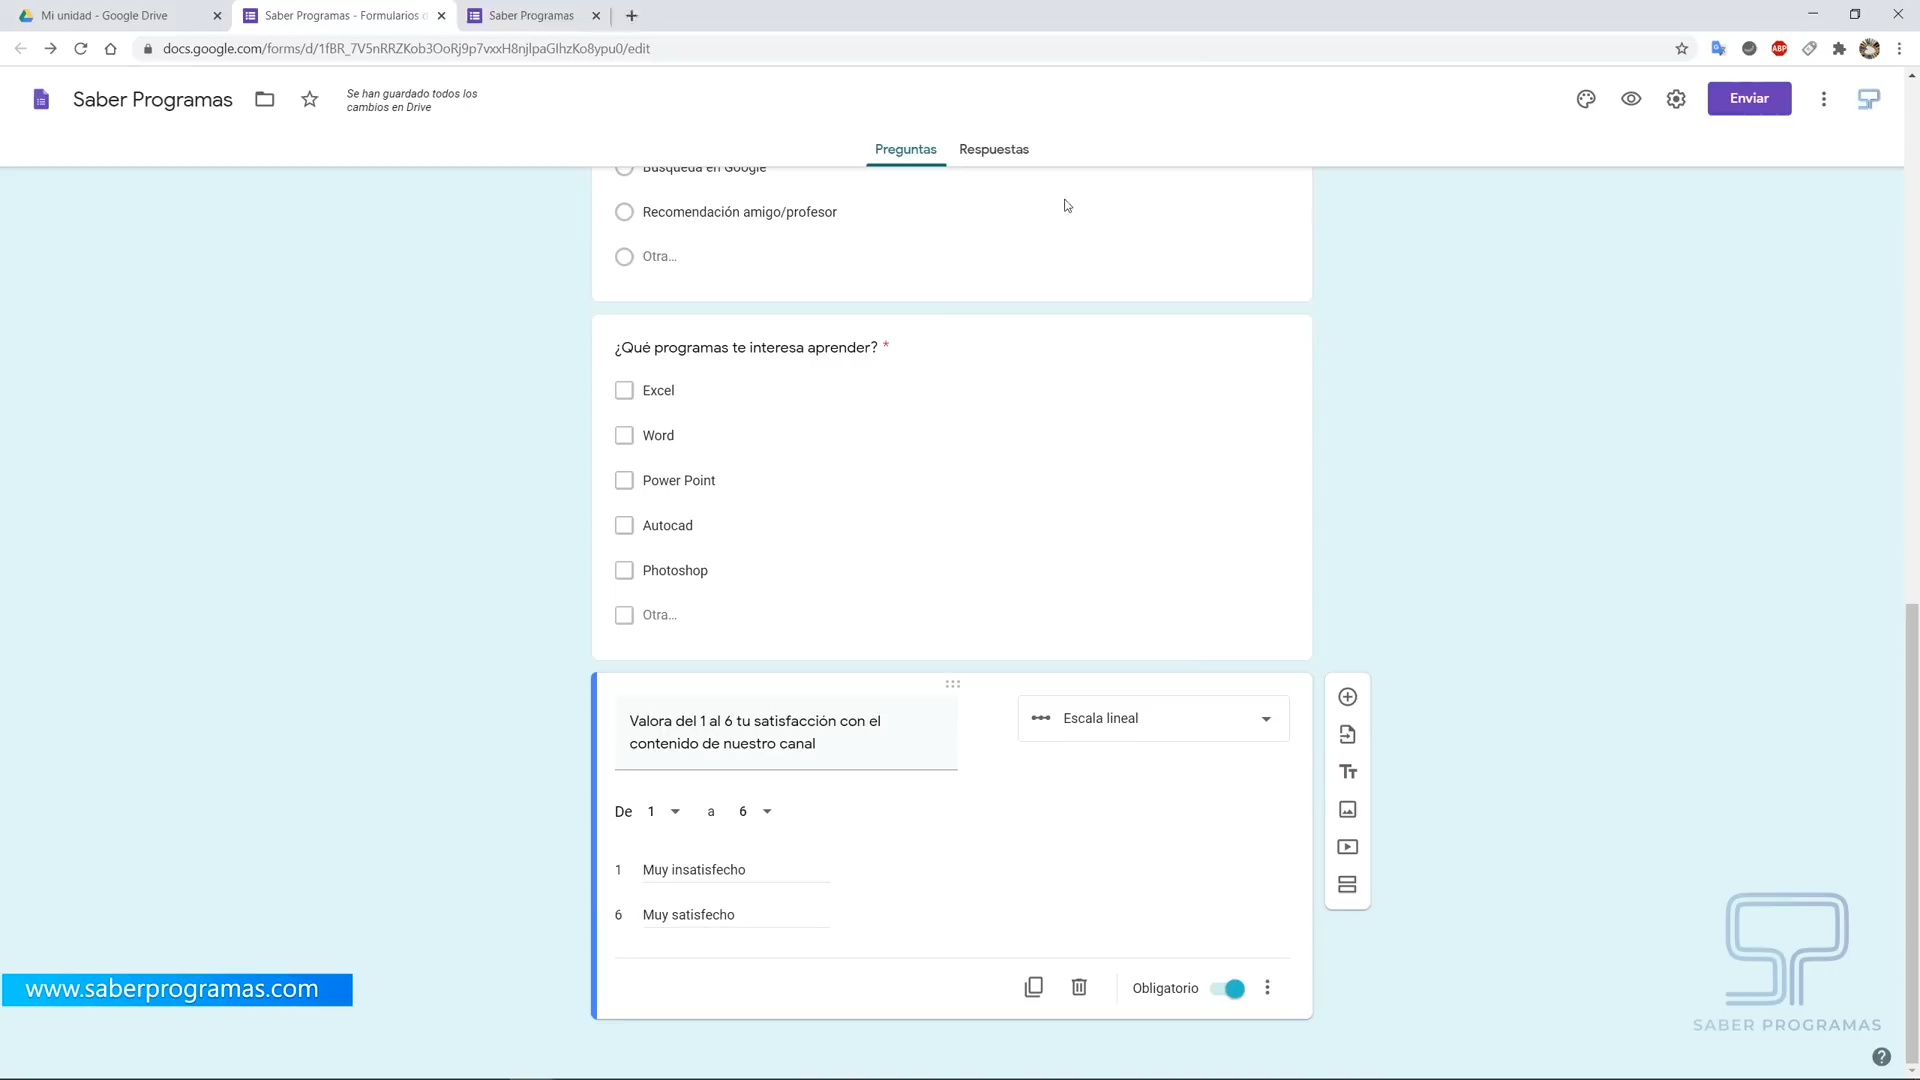 Mi unidad - Google Drive
Saber Programas - Formularios d
Saber Programas
docs.google.com/forms/d/1fBR_7V5nRRZKob3OoRj9p7vxxH8njlpaGIhzKo8ypu0/edit
ABP
Saber Programas
Se han guardado todos los
cambios en Drive
Enviar
Preguntas
Respuestas
Búsqueda en Google
Recomendación amigo/profesor
Otra...
¿Qué programas te interesa aprender? *
Excel
Word
Power Point
Autocad
Photoshop
Otra...
Valora del 1 al 6 tu satisfacción con el
contenido de nuestro canal
Escala lineal
De 1 a 6
1 Muy insatisfecho
6 Muy satisfecho
Obligatorio
www.saberprogramas.com
SABER PROGRAMAS